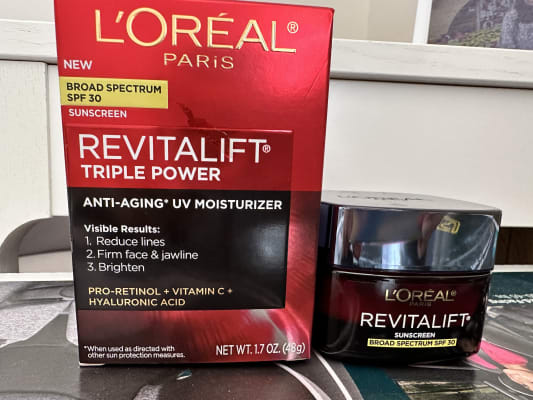 L'ORÉAL®
PARIS
NEW
BROAD SPECTRUM
SPF 30
SUNSCREEN
REVITALIFT®
TRIPLE POWER
ANTI-AGING* UV MOISTURIZER
Visible Results:
1. Reduce lines
2. Firm face & jawline
3. Brighten
PRO-RETINOL + VITAMIN C +
HYALURONIC ACID
*When used as directed with
other sun protection measures.
NET WT. 1.7 OZ. (48g)
L'ORÉAL®
PARIS
REVITALIFT®
SUNSCREEN
BROAD SPECTRUM SPF 30